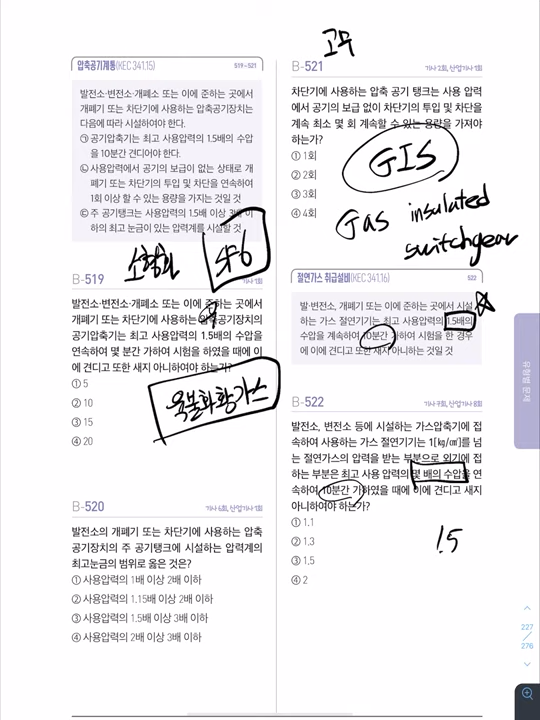 압축공기계통(KEC 341.15)
519~521
발전소·변전소·개폐소 또는 이에 준하는 곳에서
개폐기 또는 차단기에 사용하는 압축공기장치는
다음에 따라 시설하여야 한다.
㉠ 공기압축기는 최고 사용압력의 1.5배의 수압
을 10분간 견디어야 한다.
㉡ 사용압력에서 공기의 보급이 없는 상태로 개
폐기 또는 차단기의 투입 및 차단을 연속하여
1회 이상 할 수 있는 용량을 가지는 것일 것
㉢ 주 공기탱크는 사용압력의 1.5배 이상 3배 이
하의 최고 눈금이 있는 압력계를 시설할 것
소형화
SF6
B-519
기사 1회
발전소·변전소·개폐소 또는 이에 준하는 곳에서
개폐기 또는 차단기에 사용하는 압축공기장치의
공기압축기는 최고 사용압력의 1.5배의 수압을
연속하여 몇 분간 가하여 시험을 하였을 때에 이
에 견디고 또한 새지 아니하여야 하는가?
① 5
② 10
③ 15
④ 20
육불화황가스
B-520
기사 4회, 산업기사 1회
발전소의 개폐기 또는 차단기에 사용하는 압축
공기장치의 주 공기탱크에 시설하는 압력계의
최고눈금의 범위로 옳은 것은?
① 사용압력의 1배 이상 2배 이하
② 사용압력의 1.15배 이상 2배 이하
③ 사용압력의 1.5배 이상 3배 이하
④ 사용압력의 2배 이상 3배 이하
고무
B-521
기사 2회, 산업기사 1회
차단기에 사용하는 압축 공기 탱크는 사용 압력
에서 공기의 보급 없이 차단기의 투입 및 차단을
계속 최소 몇 회 계속할 수 있는 용량을 가져야
하는가?
① 1회
② 2회
③ 3회
④ 4회
GIS
Gas insulated
switchgear
절연가스 취급설비(KEC 341.16)
522
발·변전소, 개폐소 또는 이에 준하는 곳에서 시설
하는 가스 절연기기는 최고 사용압력의 1.5배의
수압을 계속하여 10분간 가하여 시험을 한 경우
에 이에 견디고 또한 새지 아니하는 것일 것
B-522
기사 7회, 산업기사 8회
발전소, 변전소 등에 시설하는 가스압축기에 접
속하여 사용하는 가스 절연기기는 1[kg/㎠]를 넘
는 절연가스의 압력을 받는 부분으로 외기에 접
하는 부분은 최고 사용 압력의 몇 배의 수압을 연
속하여 10분간 가하였을 때에 이에 견디고 새지
아니하여야 하는가?
① 1.1
② 1.3
③ 1.5
④ 2
1.5
유형별 문제
227
/
276